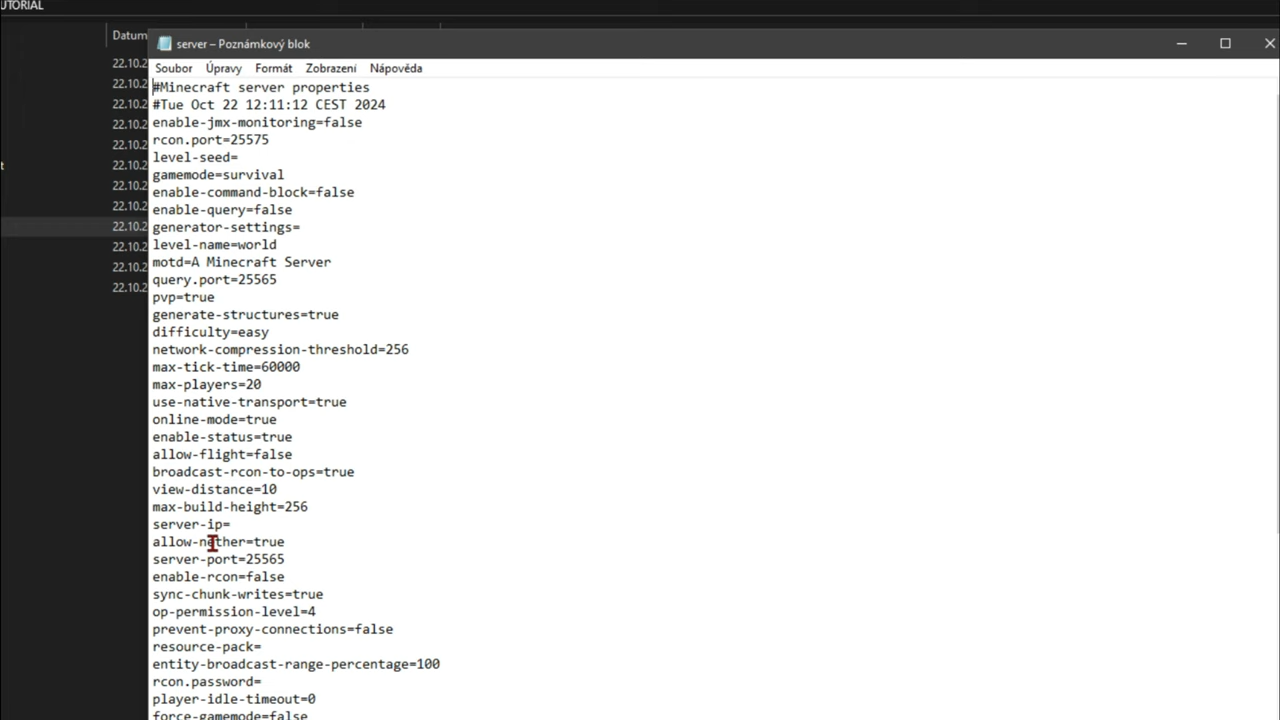 UTORIAL
Datum
server – Poznámkový blok
Soubor Úpravy Formát Zobrazení Nápověda
22.10.2
22.10.2
22.10.2
22.10.2
22.10.2
22.10.2
22.10.2
22.10.2
22.10.2
22.10.2
22.10.2
22.10.2
t
#Minecraft server properties
#Tue Oct 22 12:11:12 CEST 2024
enable-jmx-monitoring=false
rcon.port=25575
level-seed=
gamemode=survival
enable-command-block=false
enable-query=false
generator-settings=
level-name=world
motd=A Minecraft Server
query.port=25565
pvp=true
generate-structures=true
difficulty=easy
network-compression-threshold=256
max-tick-time=60000
max-players=20
use-native-transport=true
online-mode=true
enable-status=true
allow-flight=false
broadcast-rcon-to-ops=true
view-distance=10
max-build-height=256
server-ip=
allow-nether=true
server-port=25565
enable-rcon=false
sync-chunk-writes=true
op-permission-level=4
prevent-proxy-connections=false
resource-pack=
entity-broadcast-range-percentage=100
rcon.password=
player-idle-timeout=0
force-gamemode=false